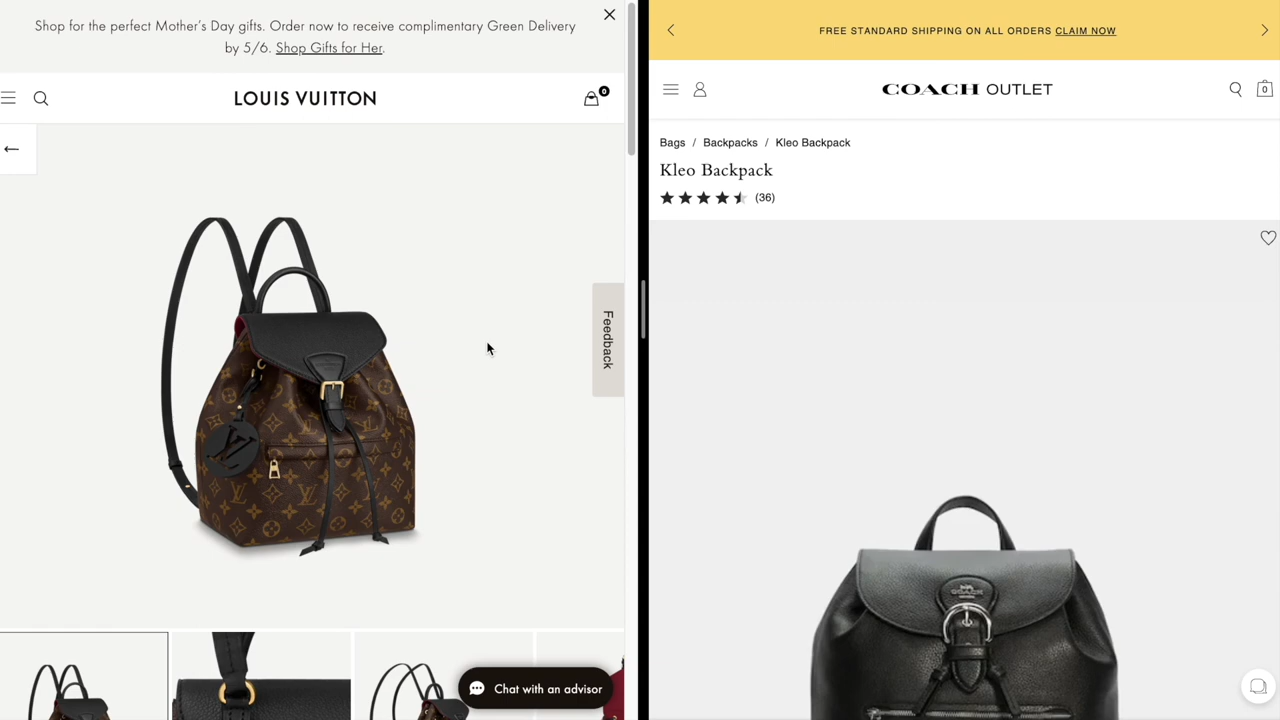 Shop for the perfect Mother's Day gifts. Order now to receive complimentary Green Delivery
by 5/6. Shop Gifts for Her.
LOUIS VUITTON
0
Feedback
Chat with an advisor
FREE STANDARD SHIPPING ON ALL ORDERS CLAIM NOW
COACH OUTLET
0
Bags / Backpacks / Kleo Backpack
Kleo Backpack
(36)
COACH